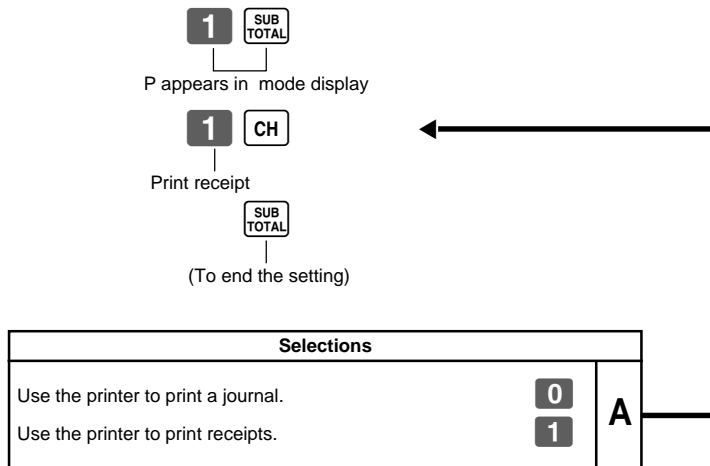 1 SUB TOTAL
P appears in mode display
1 CH
Print receipt
SUB TOTAL
(To end the setting)
Selections
Use the printer to print a journal. 0
Use the printer to print receipts. 1
A